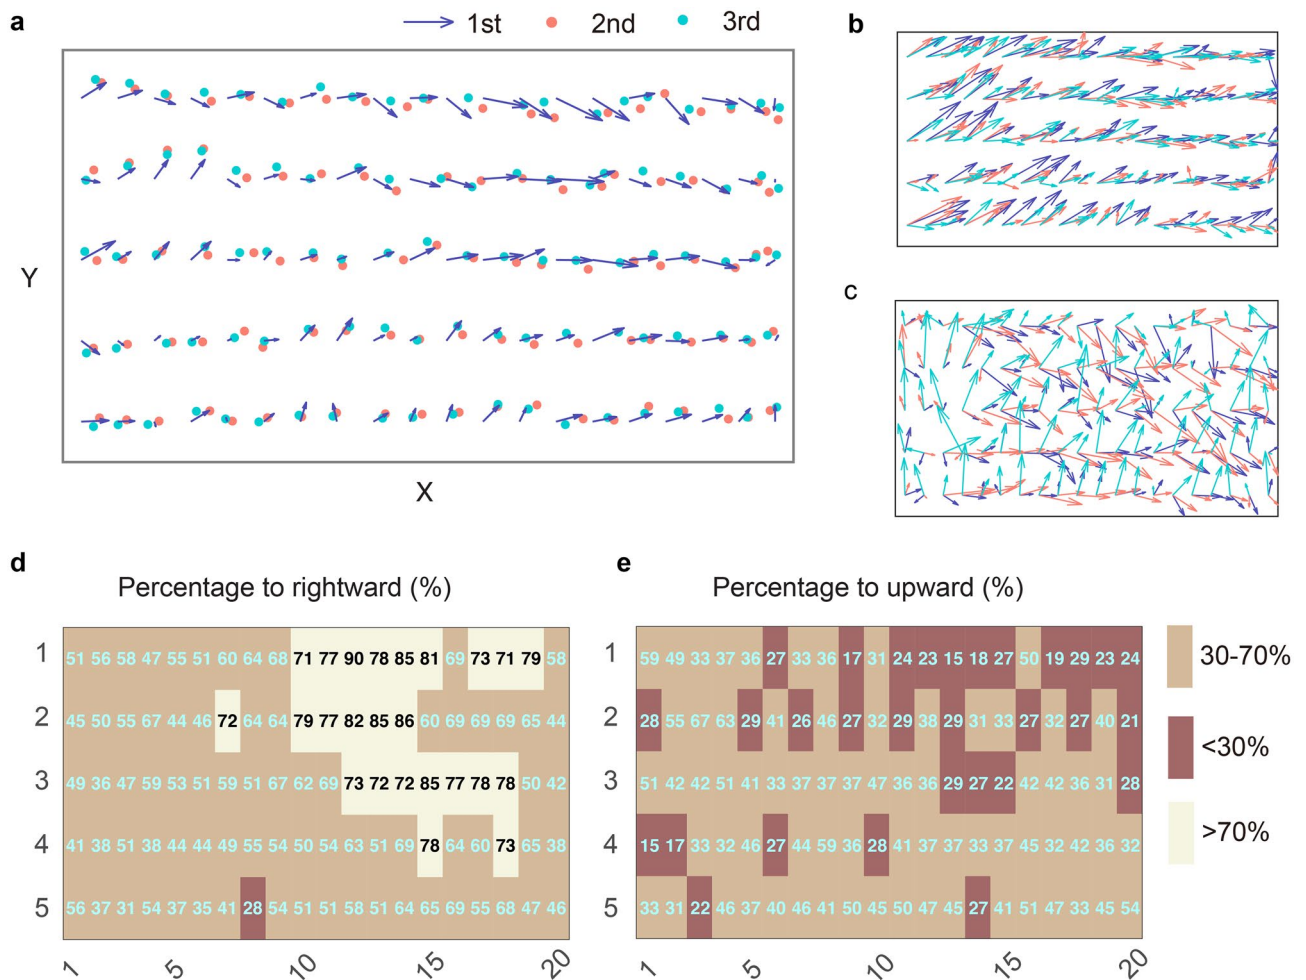 a
1st 2nd 3rd
Y
X
b
c
d
Percentage to rightward (%)
1 51 56 58 47 55 51 60 64 68 71 77 90 78 85 81 69 73 71 79 58
2 45 50 55 67 44 46 72 64 64 79 77 82 85 86 60 69 69 69 65 44
3 49 36 47 59 53 51 59 51 67 62 69 73 72 72 85 77 78 78 50 42
4 41 38 51 38 44 44 49 55 54 50 54 63 51 69 78 64 60 73 65 38
5 56 37 31 54 37 35 41 28 54 51 51 58 51 64 65 69 55 68 47 46
1 5 10 15 20
e
Percentage to upward (%)
1 59 49 33 37 36 27 33 36 17 31 24 23 15 18 27 50 19 29 23 24
2 28 55 67 63 29 41 26 46 27 32 29 38 29 31 33 27 32 27 40 21
3 51 42 42 51 41 33 37 37 37 47 36 36 29 27 22 42 42 36 31 28
4 15 17 33 32 46 27 44 59 36 28 41 37 37 33 37 45 32 42 36 32
5 33 31 22 46 37 40 46 41 50 45 50 47 45 27 41 51 47 33 45 54
1 5 10 15 20
30-70%
<30%
>70%